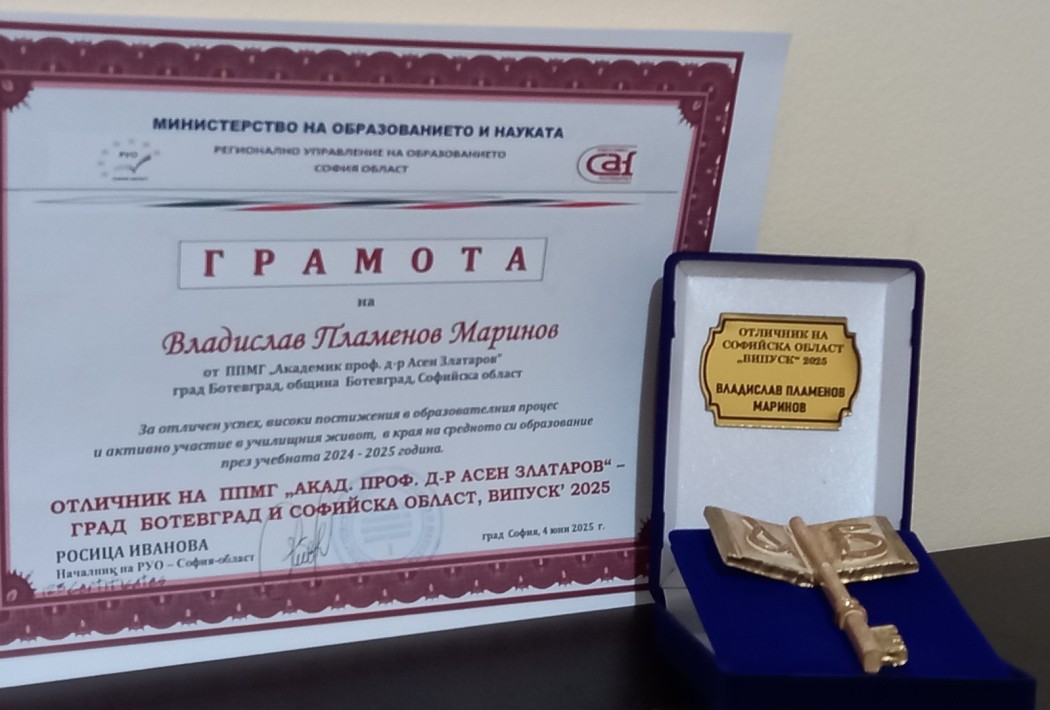 МИНИСТЕРСТВО НА ОБРАЗОВАНИЕТО И НАУКАТА
РЕГИОНАЛНО УПРАВЛЕНИЕ НА ОБРАЗОВАНИЕТО
СОФИЯ ОБЛАСТ
РУО
caf
ГРАМОТА
на
Владислав Пламенов Маринов
от ППМГ „Академик проф. д-р Асен Златаров"
град Ботевград, община Ботевград, Софийска област
За отличен успех, високи постижения в образователния процес
и активно участие в училищния живот, в края на средното си образование
през учебната 2024 - 2025 година.
ОТЛИЧНИК НА ППМГ „АКАД. ПРОФ. Д-Р АСЕН ЗЛАТАРОВ“ –
ГРАД БОТЕВГРАД И СОФИЙСКА ОБЛАСТ, ВИПУСК’ 2025
РОСИЦА ИВАНОВА
Началник на РУО – София-област
град София, 4 юни 2025 г.
ОТЛИЧНИК НА
СОФИЙСКА ОБЛАСТ
„ВИПУСК“ 2025
ВЛАДИСЛАВ ПЛАМЕНОВ
МАРИНОВ